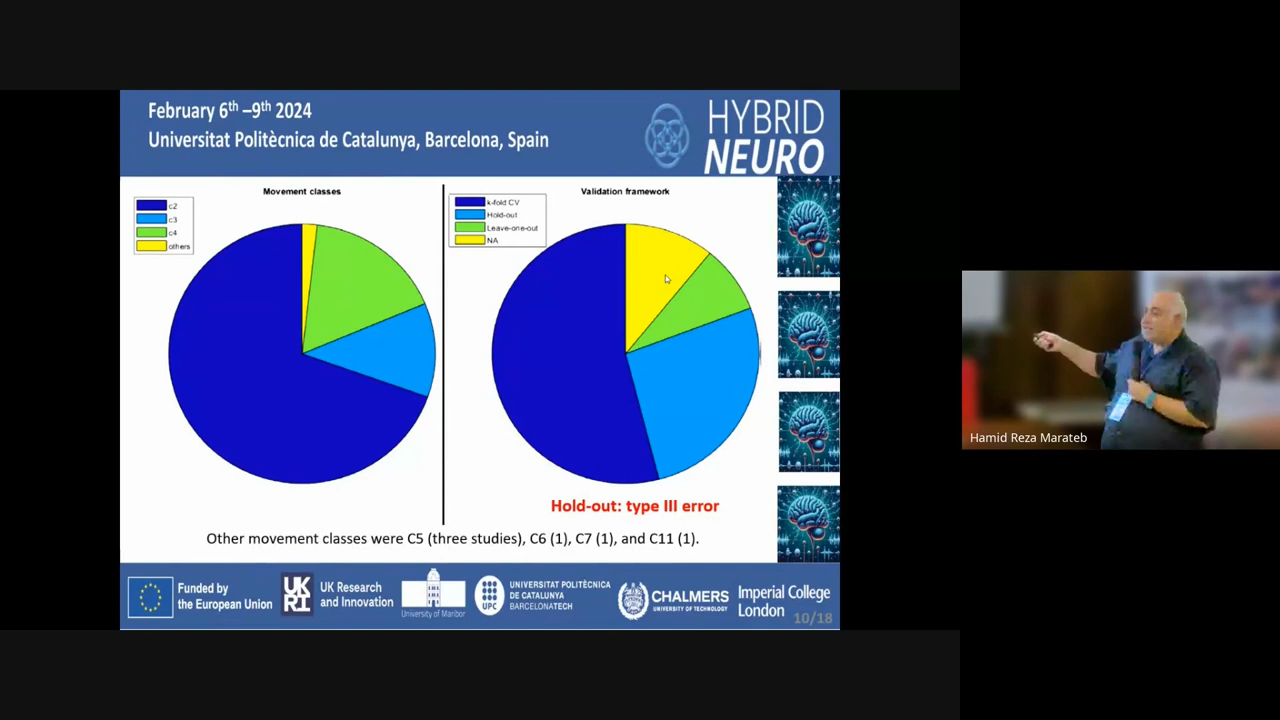 February 6th –9th 2024
Universitat Politècnica de Catalunya, Barcelona, Spain
HYBRID
NEURO
Movement classes
c2
c3
c4
others
Validation framework
k-fold CV
Hold-out
Leave-one-out
NA
Hold-out: type III error
Other movement classes were C5 (three studies), C6 (1), C7 (1), and C11 (1).
Funded by
the European Union
UK
RI
UK Research
and Innovation
University of Maribor
UPC
UNIVERSITAT POLITÈCNICA
DE CATALUNYA
BARCELONATECH
CHALMERS
UNIVERSITY OF TECHNOLOGY
Imperial College
London
10/18
Hamid Reza Marateb